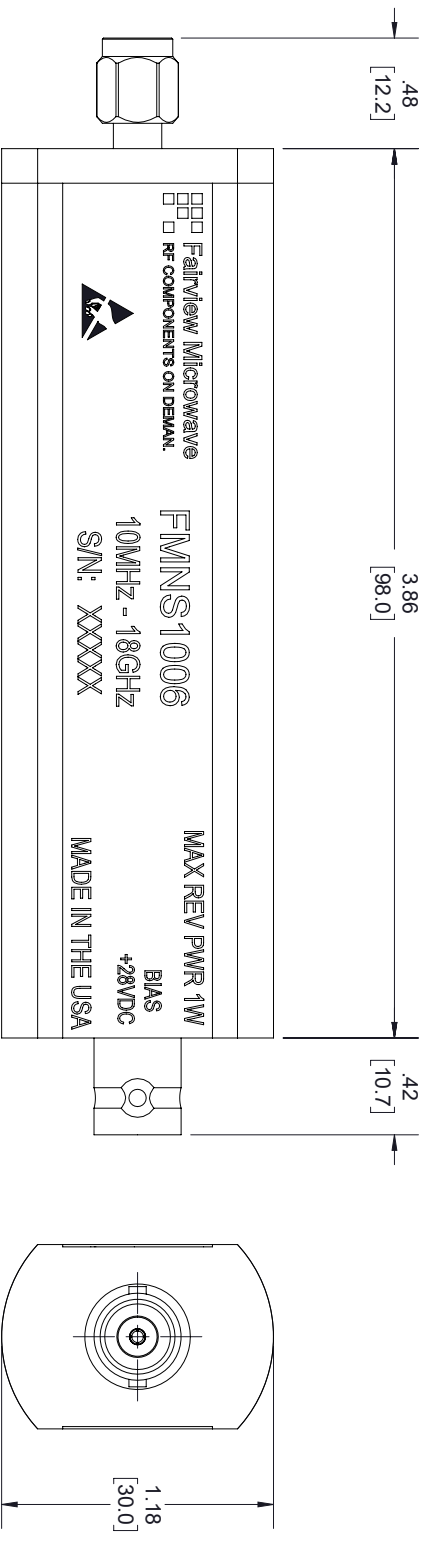 .48
[12.2]
3.86
[98.0]
.42
[10.7]
Fairview Microwave
RF COMPONENTS ON DEMAN.
FMNS1006
10MHz - 18GHz
S/N: XXXXX
MAX REV PWR 1W
BIAS
+28VDC
MADE IN THE USA
1.18
[30.0]